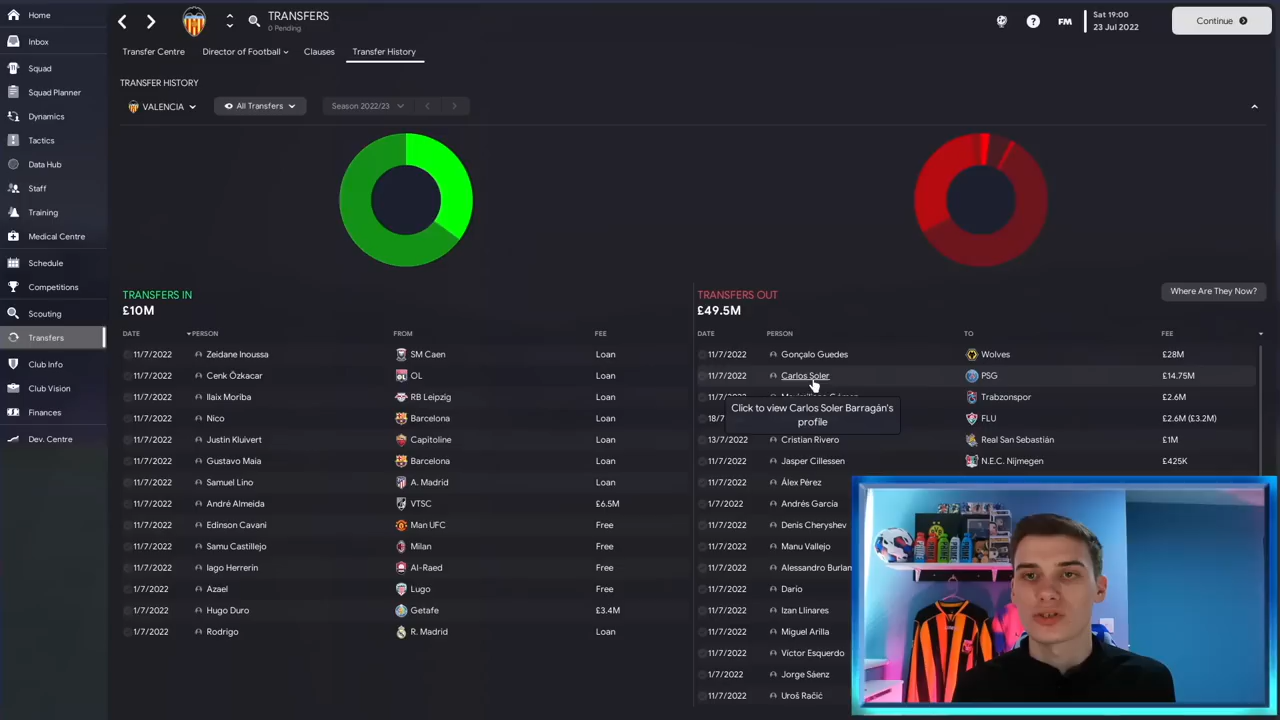 Home
Inbox
Squad
Squad Planner
Dynamics
Tactics
Data Hub
Staff
Training
Medical Centre
Schedule
Competitions
Scouting
Transfers
Club Info
Club Vision
Finances
Dev. Centre
TRANSFERS
0 Pending
FM
Sat 19:00
23 Jul 2022
Continue
Transfer Centre Director of Football Clauses Transfer History
TRANSFER HISTORY
VALENCIA All Transfers Season 2022/23
TRANSFERS IN
£10M
DATE PERSON FROM FEE
11/7/2022 Zeidane Inoussa SM Caen Loan
11/7/2022 Cenk Özkacar OL Loan
11/7/2022 Ilaix Moriba RB Leipzig Loan
11/7/2022 Nico Barcelona Loan
11/7/2022 Justin Kluivert Capitoline Loan
11/7/2022 Gustavo Maia Barcelona Loan
11/7/2022 Samuel Lino A. Madrid Loan
11/7/2022 André Almeida VTSC £6.5M
11/7/2022 Edinson Cavani Man UFC Free
11/7/2022 Samu Castillejo Milan Free
11/7/2022 Iago Herrerín Al-Raed Free
1/7/2022 Azael Lugo Free
1/7/2022 Hugo Duro Getafe £3.4M
1/7/2022 Rodrigo R. Madrid Loan
TRANSFERS OUT
£49.5M
Where Are They Now?
DATE PERSON TO FEE
11/7/2022 Gonçalo Guedes Wolves £28M
11/7/2022 Carlos Soler PSG £14.75M
11/7/2022 Trabzonspor £2.6M
Click to view Carlos Soler Barragán's
profile
18/7 FLU £2.6M (£3.2M)
13/7/2022 Cristian Rivero Real San Sebastián £1M
11/7/2022 Jasper Cillessen N.E.C. Nijmegen £425K
11/7/2022 Álex Pérez
11/7/2022 Andrés García
11/7/2022 Denis Cheryshev
11/7/2022 Manu Vallejo
11/7/2022 Alessandro Burlan
11/7/2022 Darío
11/7/2022 Izan Llinares
11/7/2022 Miguel Arilla
11/7/2022 Víctor Esquerdo
1/7/2022 Jorge Sáenz
11/7/2022 Uroš Račić